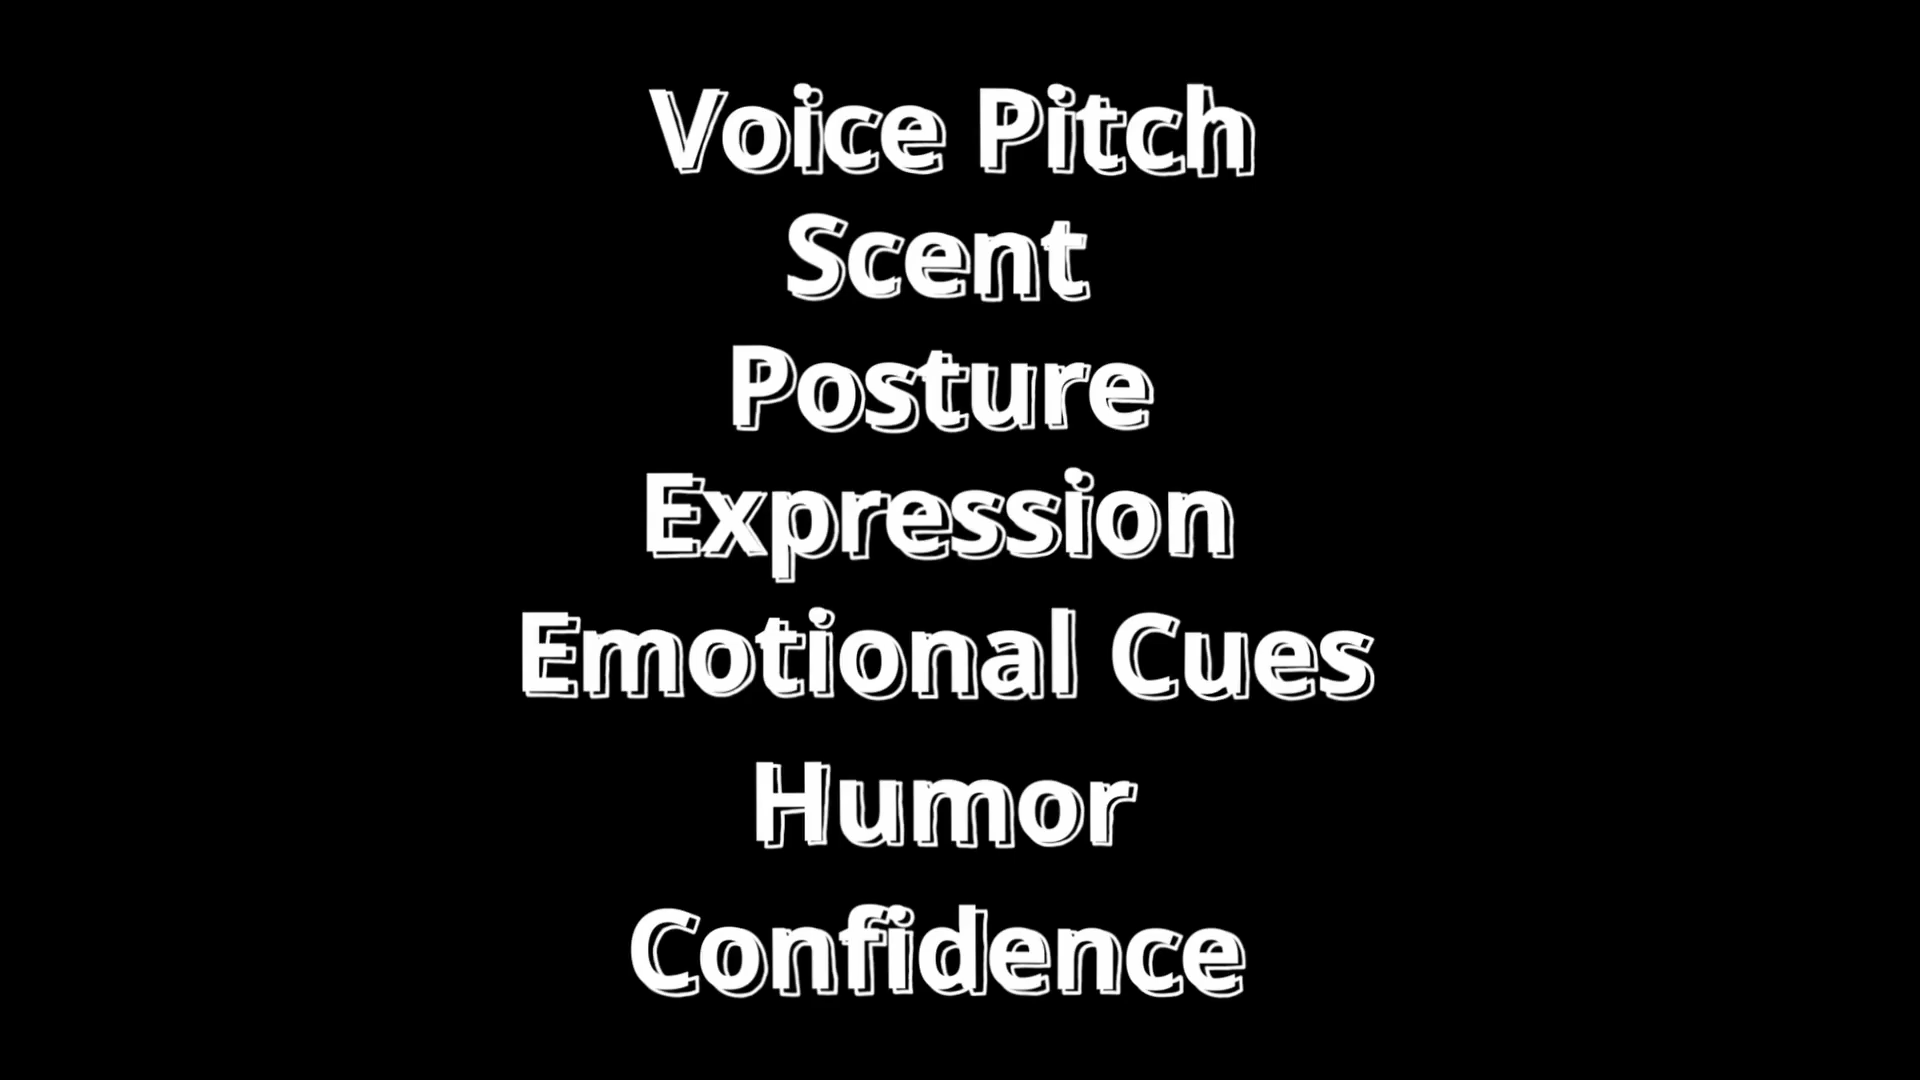 Voice Pitch
Scent
Posture
Expression
Emotional Cues
Humor
Confidence